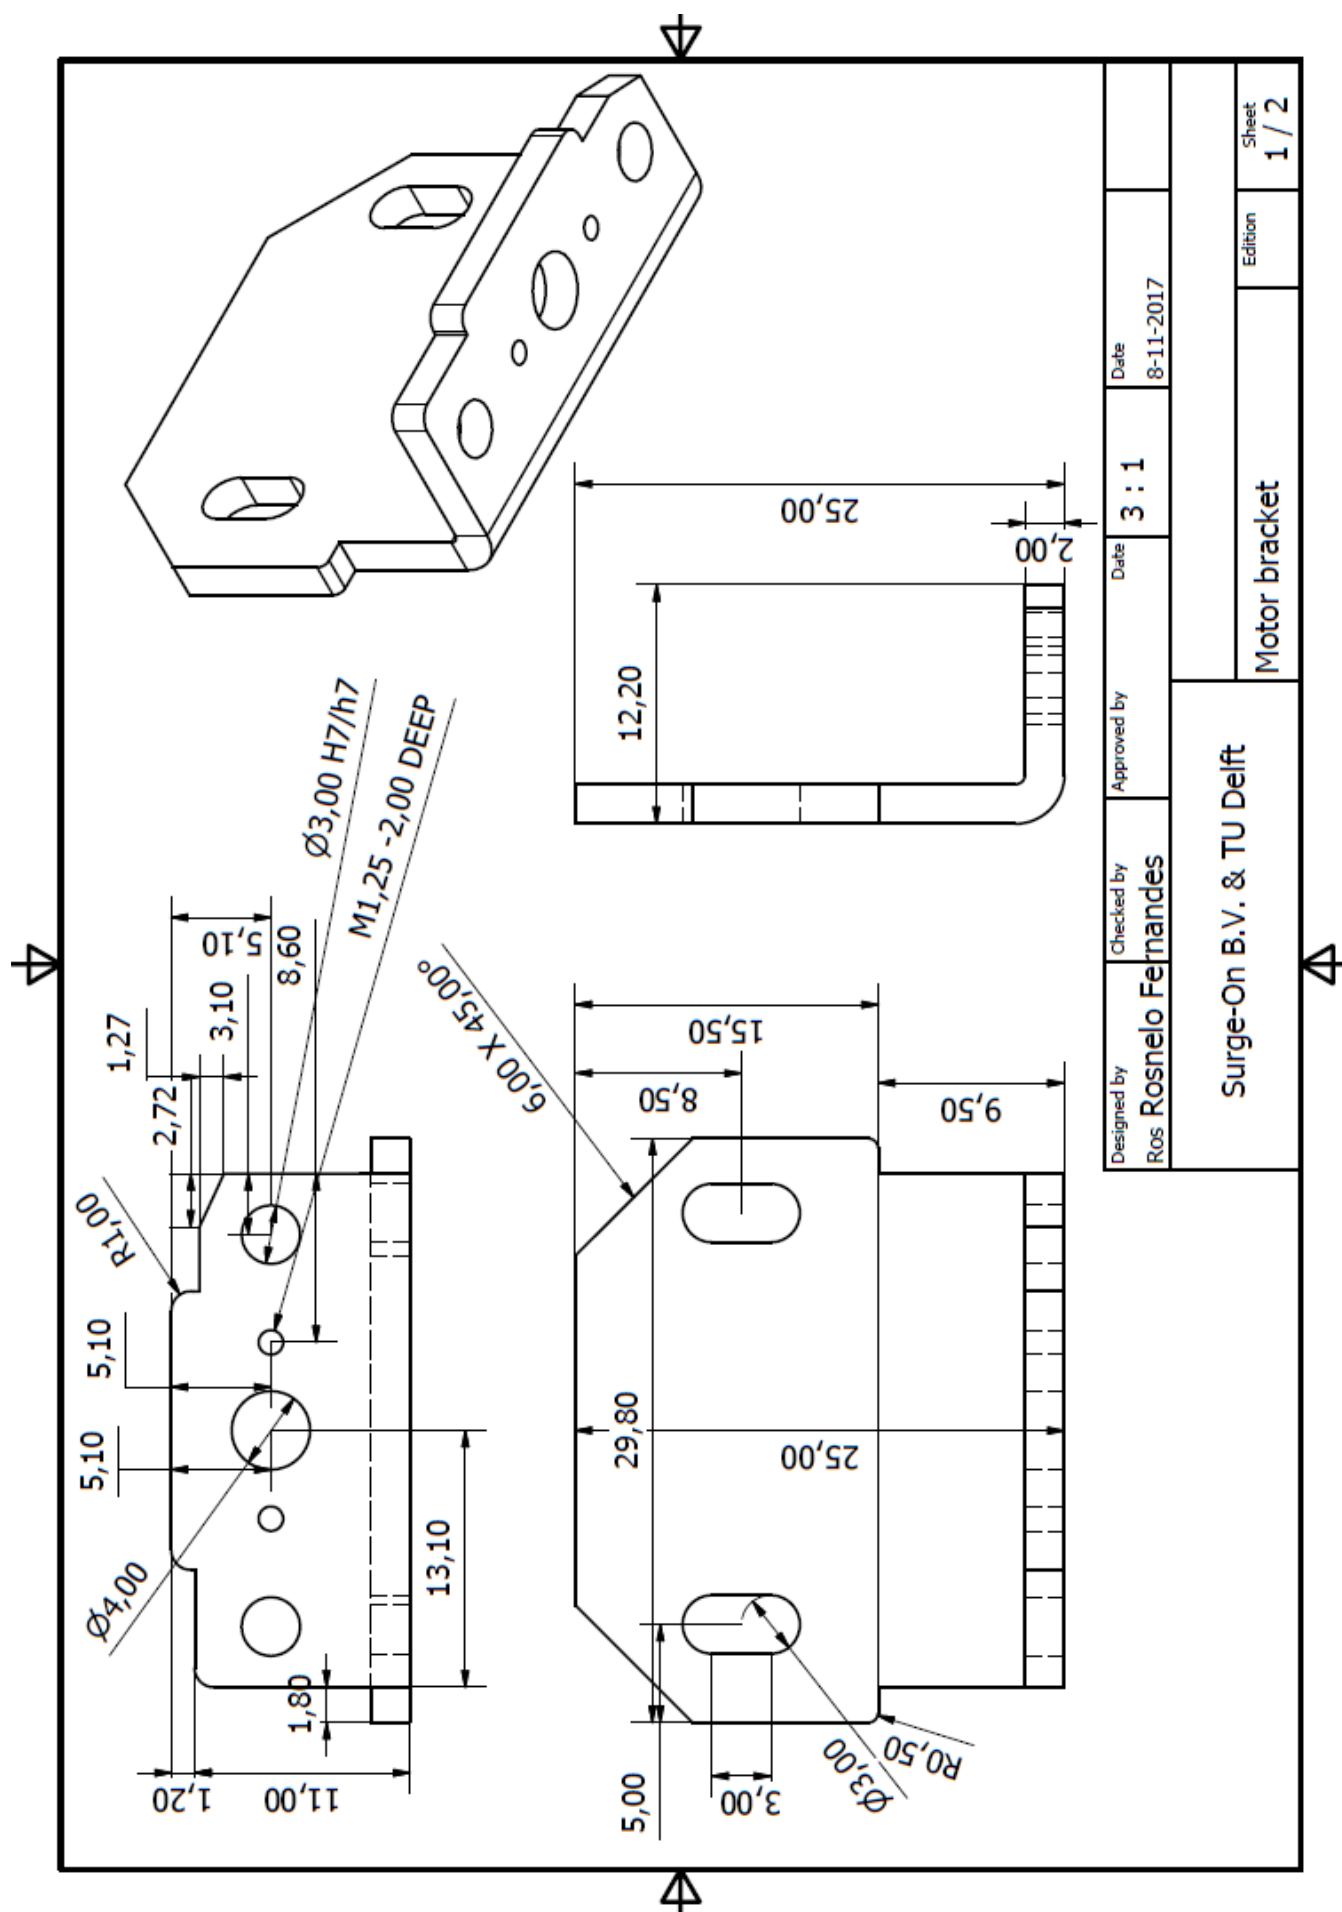 Ø3,00 H7/h7
M1,25 -2,00 DEEP
5,10
8,60
3,10
1,27
2,72
R1,00
5,10
5,10
Ø4,00
13,10
1,80
1,20
11,00
6,00 X 45,00°
15,50
8,50
9,50
29,80
25,00
5,00
3,00
Ø3,00
R0,50
12,20
25,00
2,00
Designed by
Ros Rosnelo Fernandes
Checked by
Approved by
Date
3 : 1
Date
8-11-2017
Surge-On B.V. & TU Delft
Motor bracket
Edition
Sheet
1 / 2